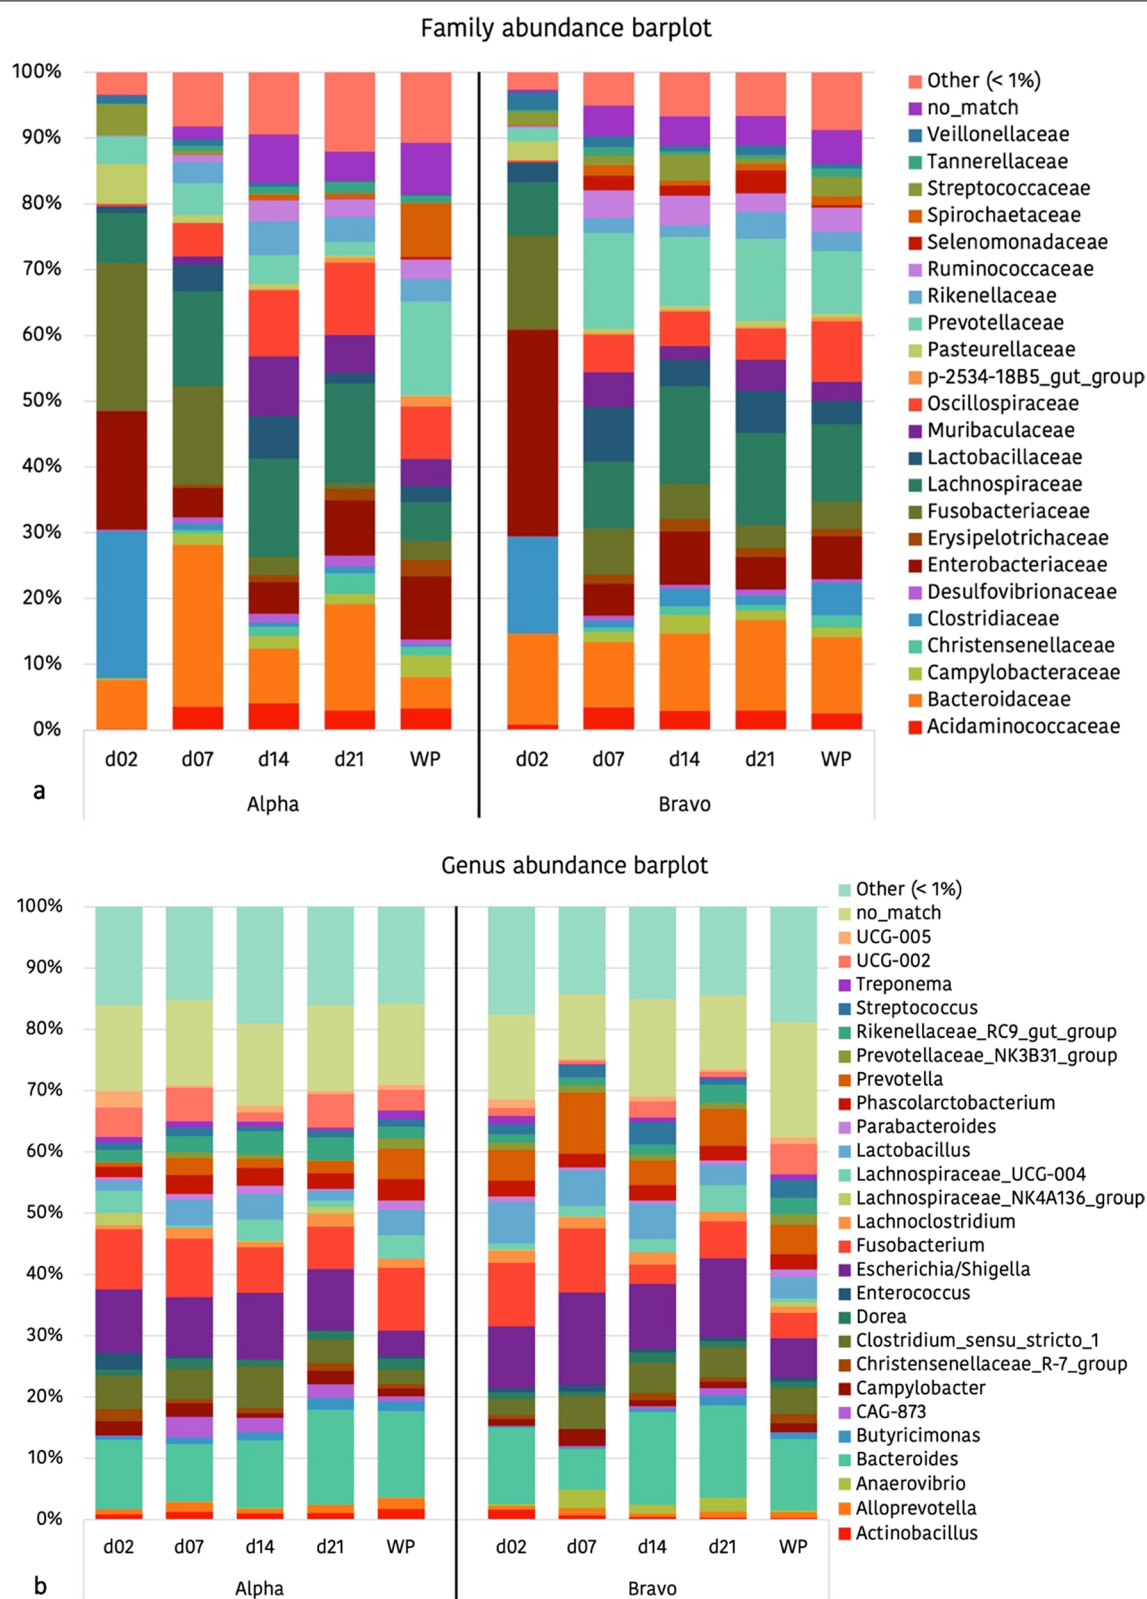 Family abundance barplot
100%
90%
80%
70%
60%
50%
40%
30%
20%
10%
0%
d02 d07 d14 d21 WP d02 d07 d14 d21 WP
Alpha Bravo
a
Other (< 1%)
no_match
Veillonellaceae
Tannerellaceae
Streptococcaceae
Spirochaetaceae
Selenomonadaceae
Ruminococcaceae
Rikenellaceae
Prevotellaceae
Pasteurellaceae
p-2534-18B5_gut_group
Oscillospiraceae
Muribaculaceae
Lactobacillaceae
Lachnospiraceae
Fusobacteriaceae
Erysipelotrichaceae
Enterobacteriaceae
Desulfovibrionaceae
Clostridiaceae
Christensenellaceae
Campylobacteraceae
Bacteroidaceae
Acidaminococcaceae
Genus abundance barplot
100%
90%
80%
70%
60%
50%
40%
30%
20%
10%
0%
d02 d07 d14 d21 WP d02 d07 d14 d21 WP
Alpha Bravo
b
Other (< 1%)
no_match
UCG-005
UCG-002
Treponema
Streptococcus
Rikenellaceae_RC9_gut_group
Prevotellaceae_NK3B31_group
Prevotella
Phascolarctobacterium
Parabacteroides
Lactobacillus
Lachnospiraceae_UCG-004
Lachnospiraceae_NK4A136_group
Lachnoclostridium
Fusobacterium
Escherichia/Shigella
Enterococcus
Dorea
Clostridium_sensu_stricto_1
Christensenellaceae_R-7_group
Campylobacter
CAG-873
Butyricimonas
Bacteroides
Anaerovibrio
Alloprevotella
Actinobacillus